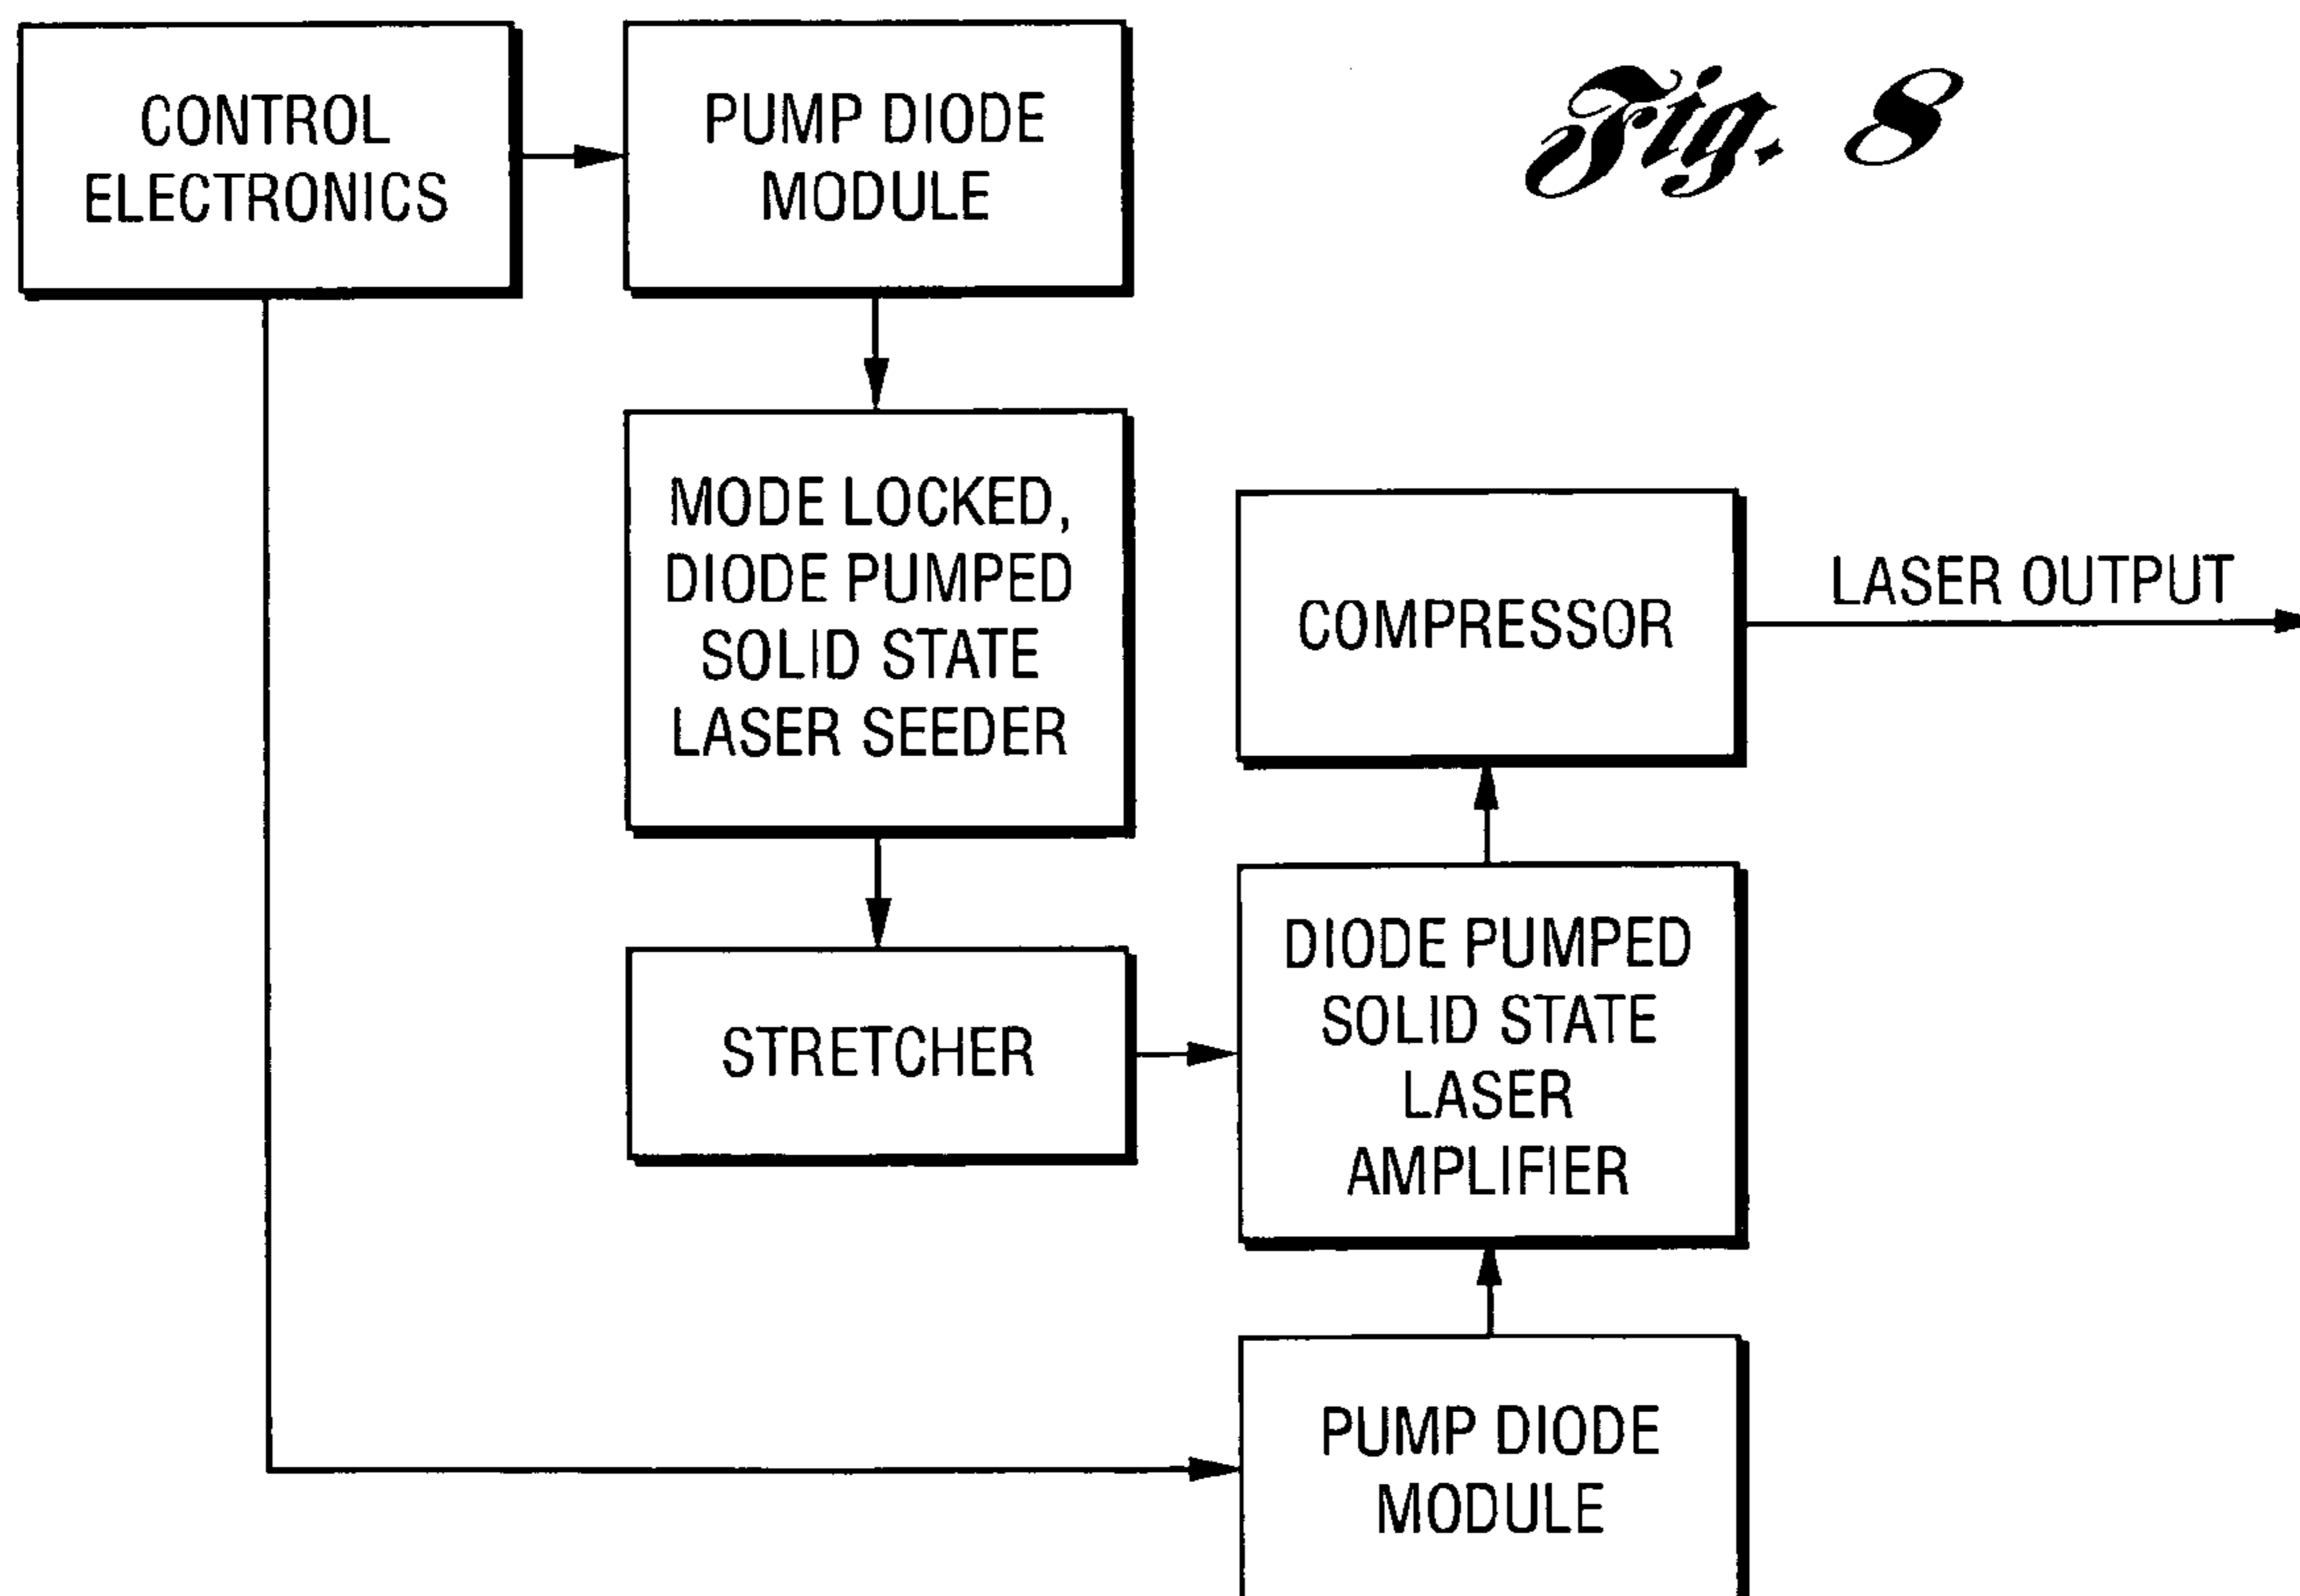 CONTROL
ELECTRONICS
PUMP DIODE
MODULE
Fig. 8
MODE LOCKED,
DIODE PUMPED
SOLID STATE
LASER SEEDER
COMPRESSOR
LASER OUTPUT
STRETCHER
DIODE PUMPED
SOLID STATE
LASER
AMPLIFIER
PUMP DIODE
MODULE